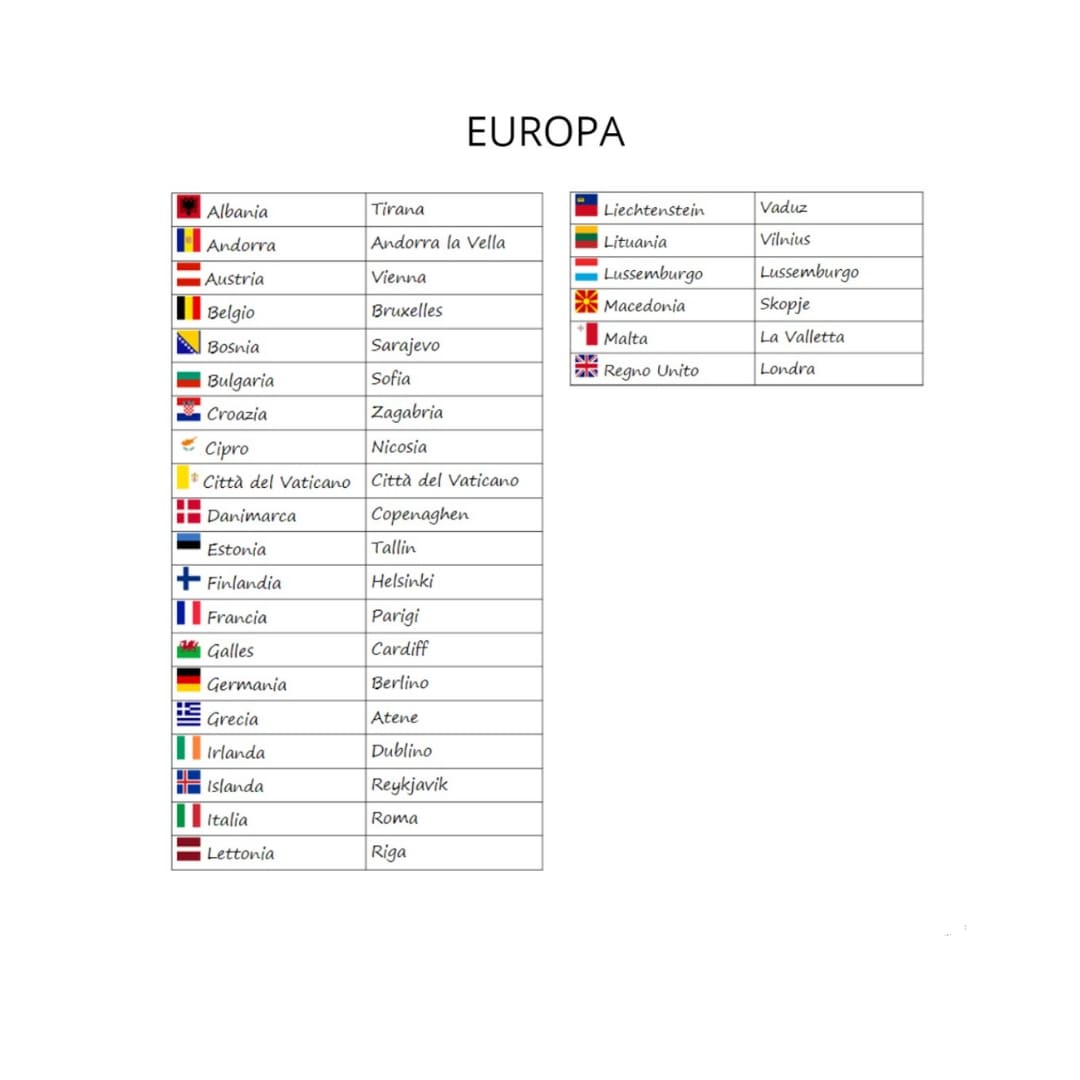 EUROPA
Albania Tirana
Andorra Andorra la Vella
Austria Vienna
Belgio Bruxelles
Bosnia Sarajevo
Bulgaria Sofia
Croazia Zagabria
Cipro Nicosia
Città del Vaticano Città del Vaticano
Danimarca Copenaghen
Estonia Tallin
Finlandia Helsinki
Francia Parigi
Galles Cardiff
Germania Berlino
Grecia Atene
Irlanda Dublino
Islanda Reykjavik
Italia Roma
Lettonia Riga
Liechtenstein Vaduz
Lituania Vilnius
Lussemburgo Lussemburgo
Macedonia Skopje
Malta La Valletta
Regno Unito Londra